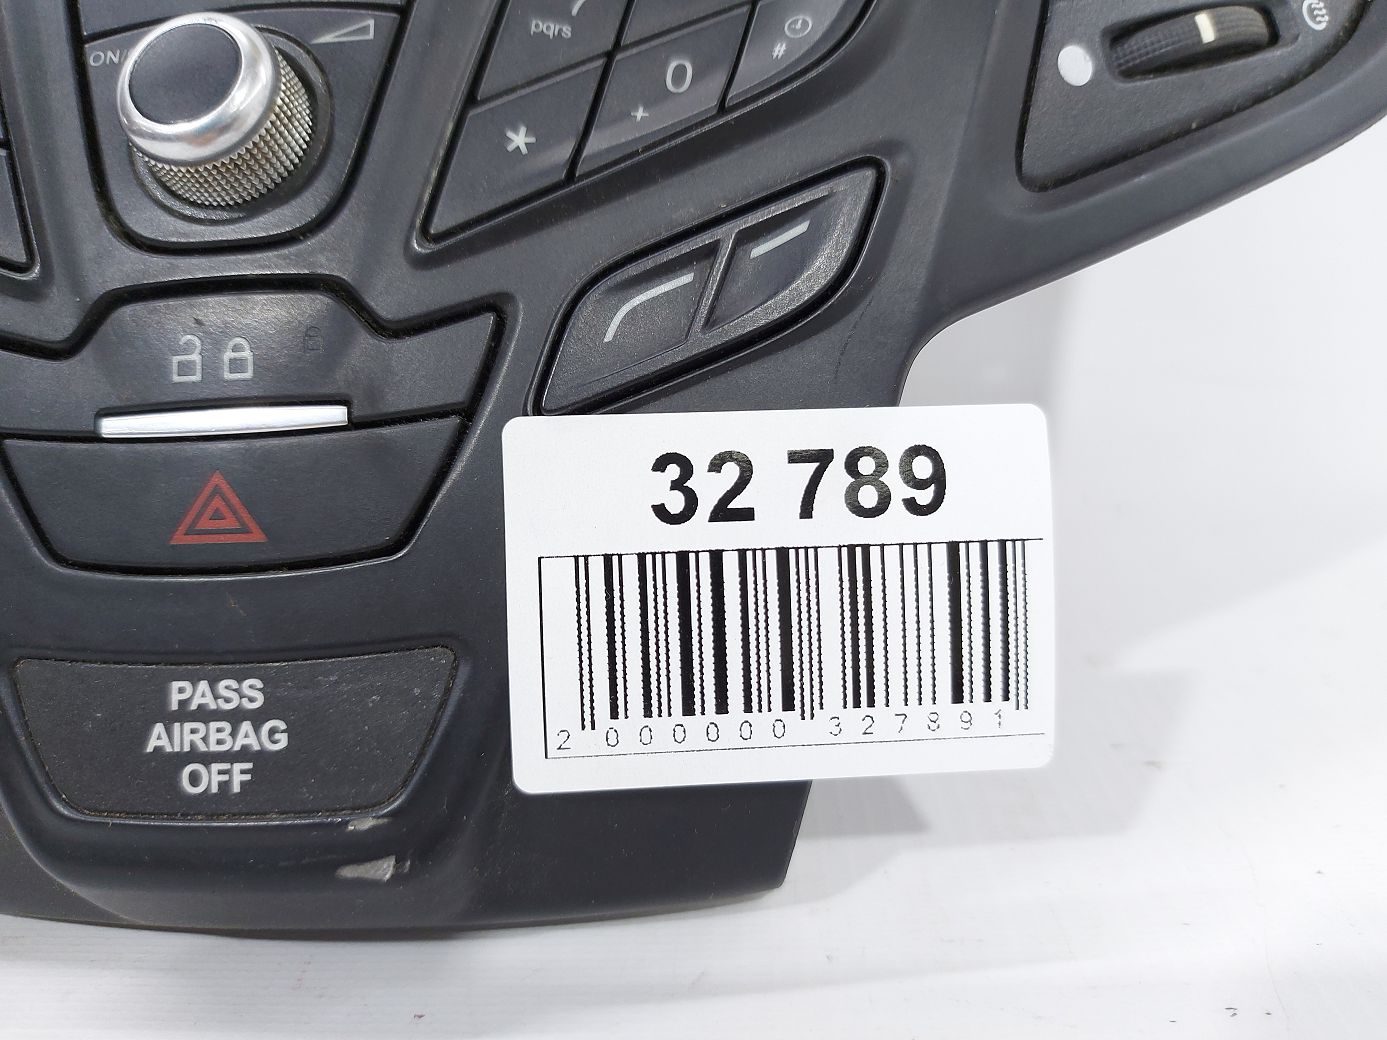 ON/
pqrs
*
0
+
#
PASS
AIRBAG
OFF
32 789
2 000000 327891